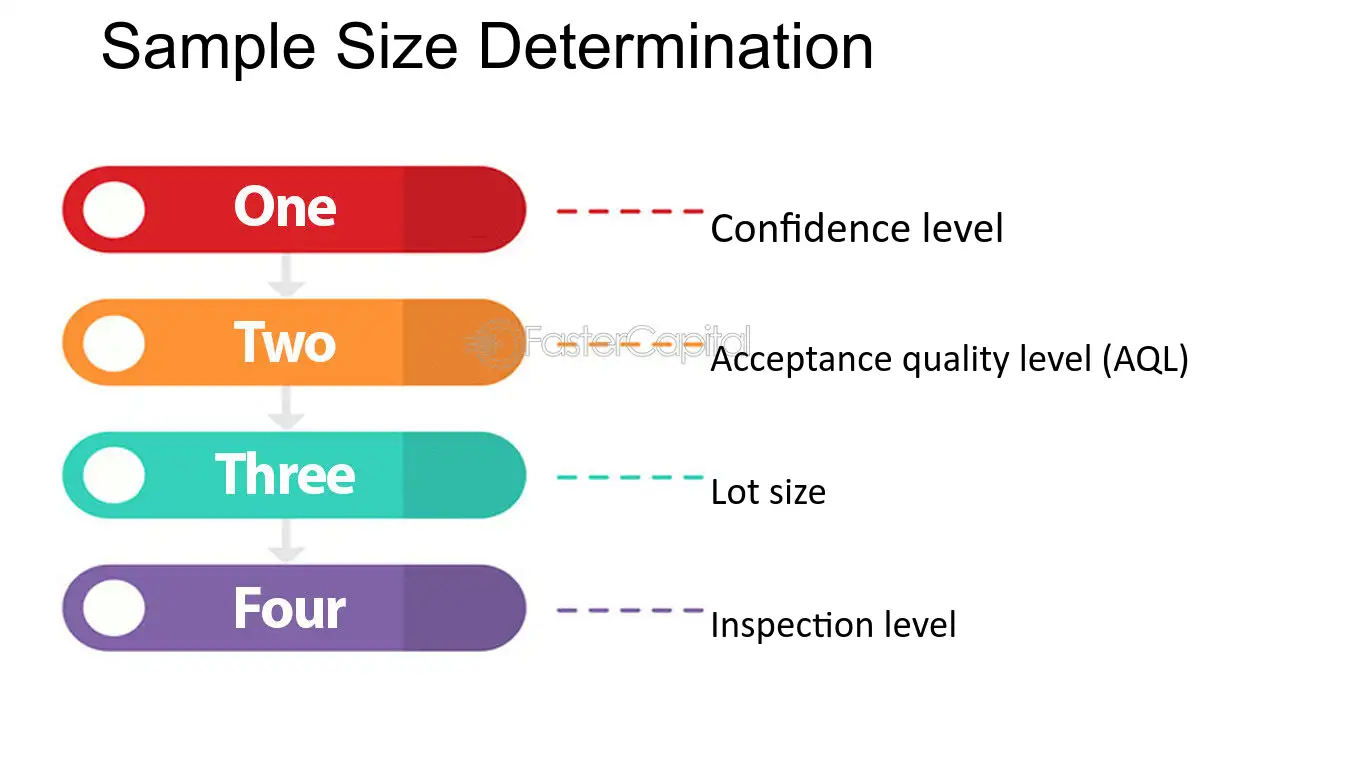 Sample Size Determination
One
Confidence level
Two
FasterCapital
Acceptance quality level (AQL)
Three
Lot size
Four
Inspection level